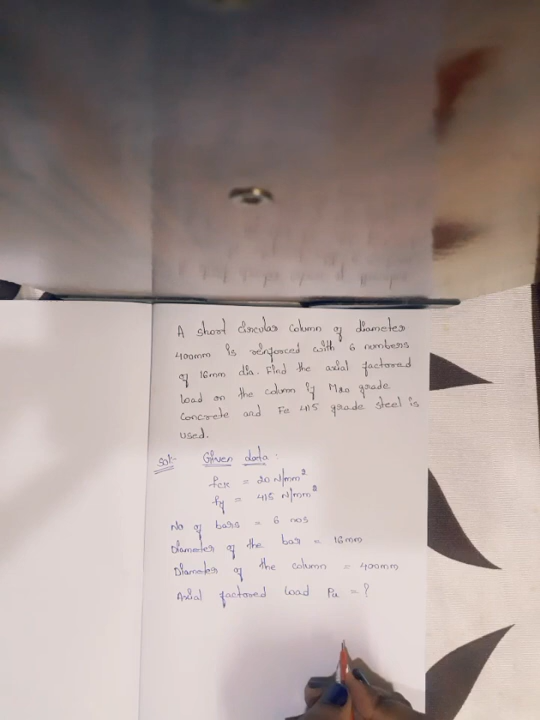 A short circular column of diameter
400mm is reinforced with 6 numbers
of 16mm dia. Find the axial factored
load on the column if M20 grade
concrete and Fe 415 grade steel is
used.
Sol:- Given data:
fck = 20 N/mm²
fy = 415 N/mm²
No of bars = 6 nos
Diameter of the bar = 16mm
Diameter of the column = 400mm
Axial factored load Pu = ?